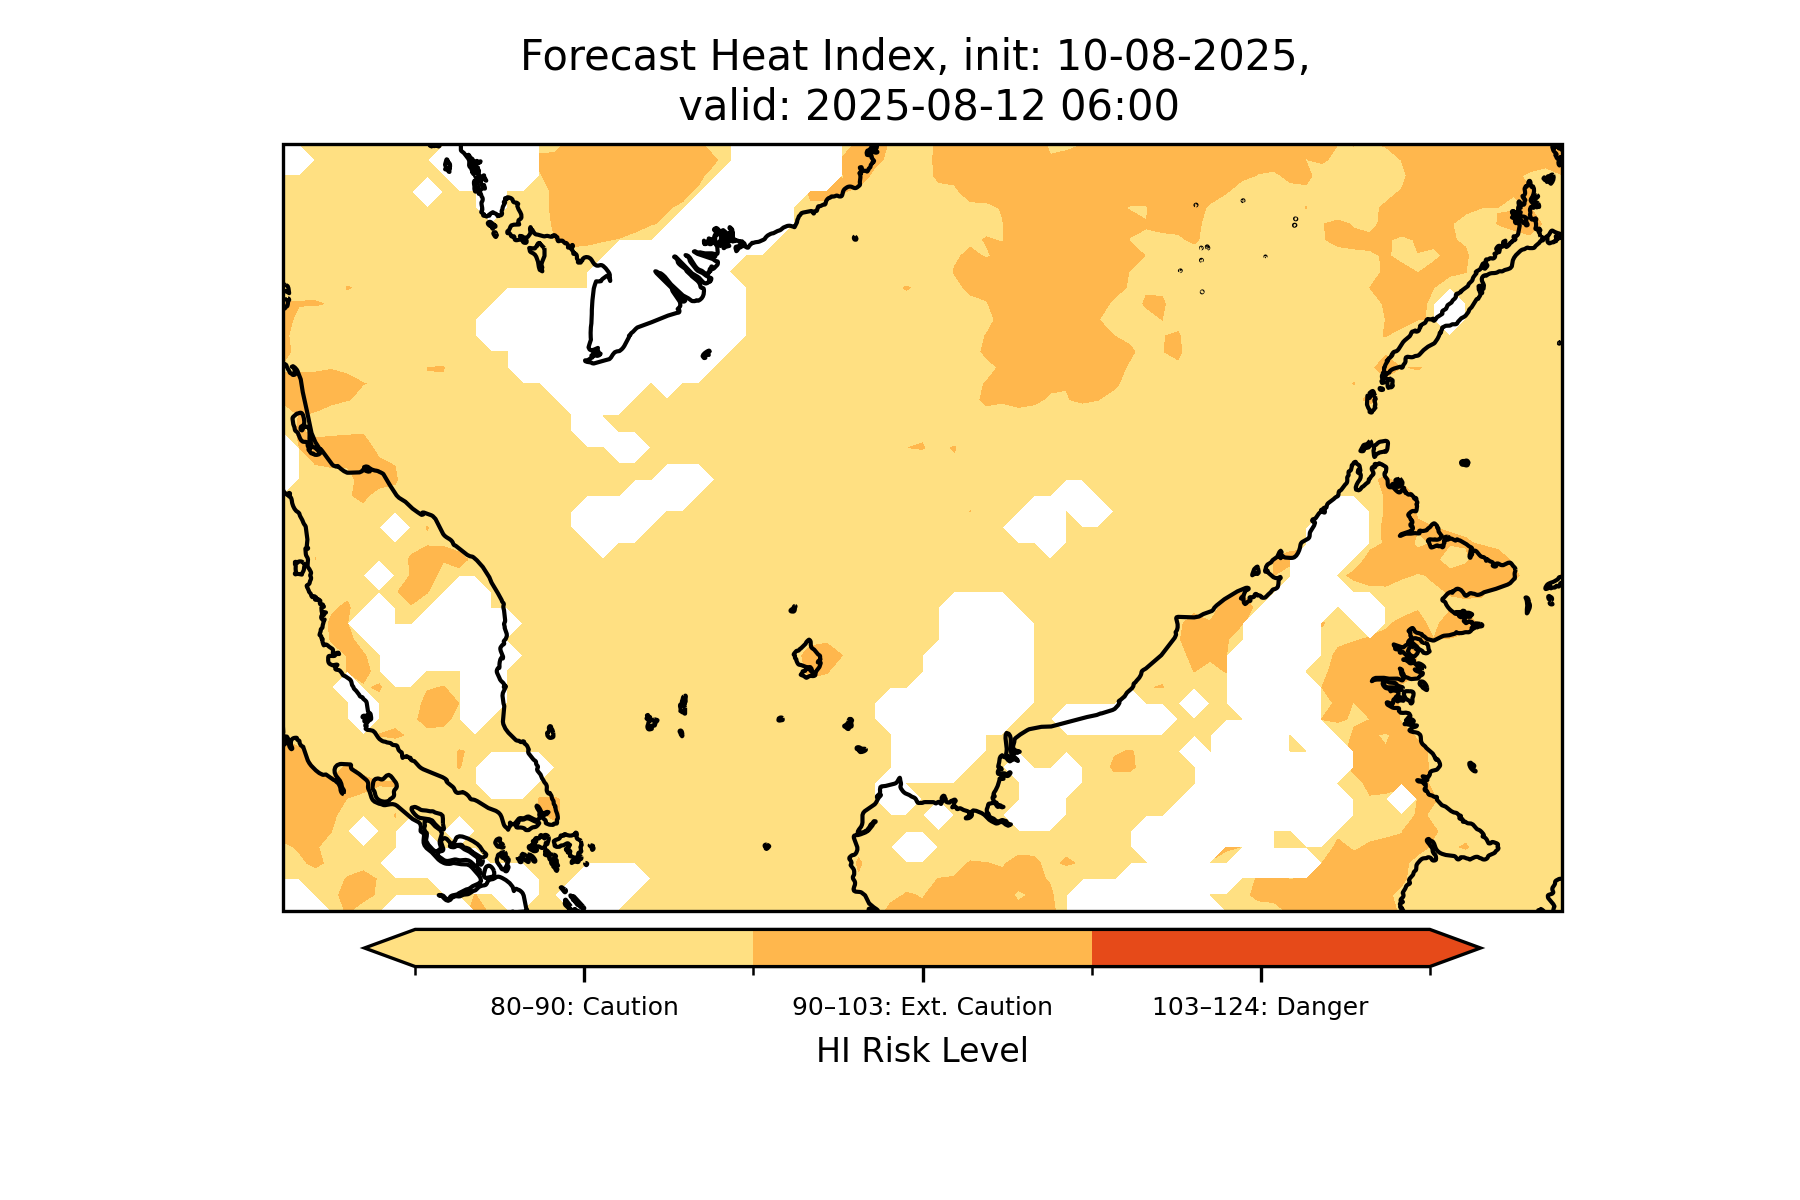 Forecast Heat Index, init: 10-08-2025,
valid: 2025-08-12 06:00
80–90: Caution
90–103: Ext. Caution
103–124: Danger
HI Risk Level